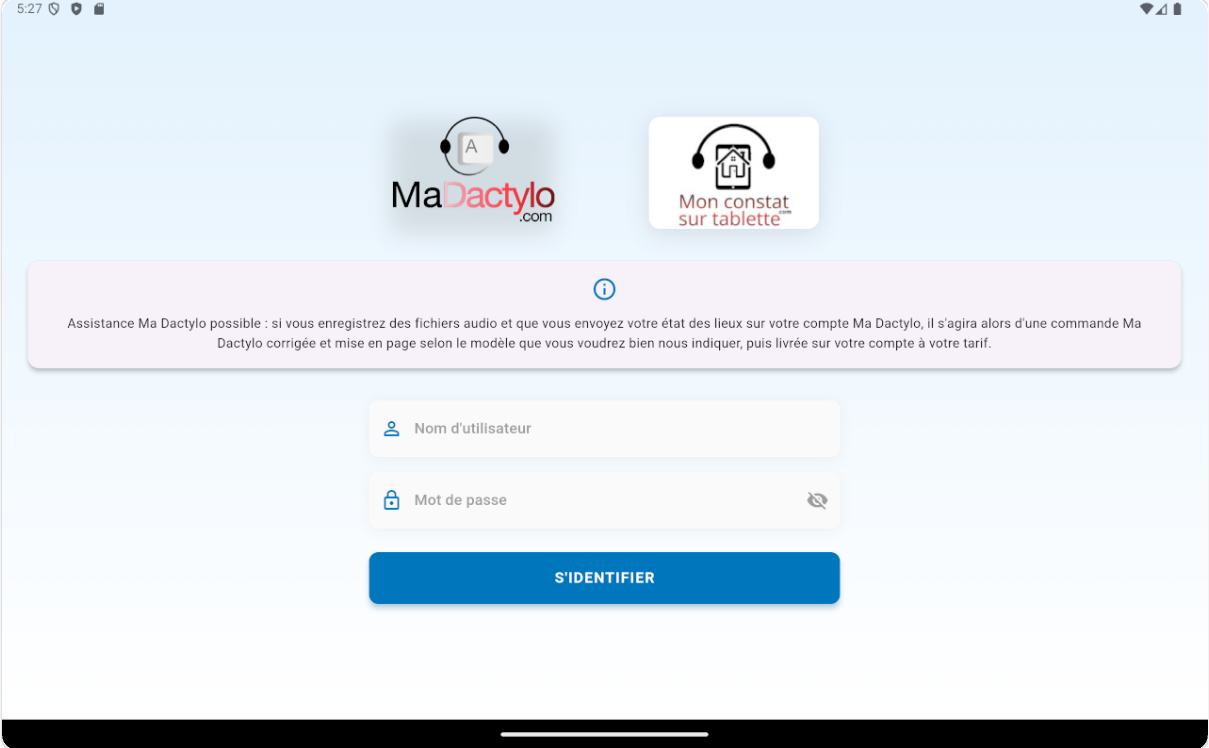 5:27
A
MaDactylo
.com
Mon constat
sur tablette.com
Assistance Ma Dactylo possible : si vous enregistrez des fichiers audio et que vous envoyez votre état des lieux sur votre compte Ma Dactylo, il s'agira alors d'une commande Ma
Dactylo corrigée et mise en page selon le modèle que vous voudrez bien nous indiquer, puis livrée sur votre compte à votre tarif.
Nom d'utilisateur
Mot de passe
S'IDENTIFIER